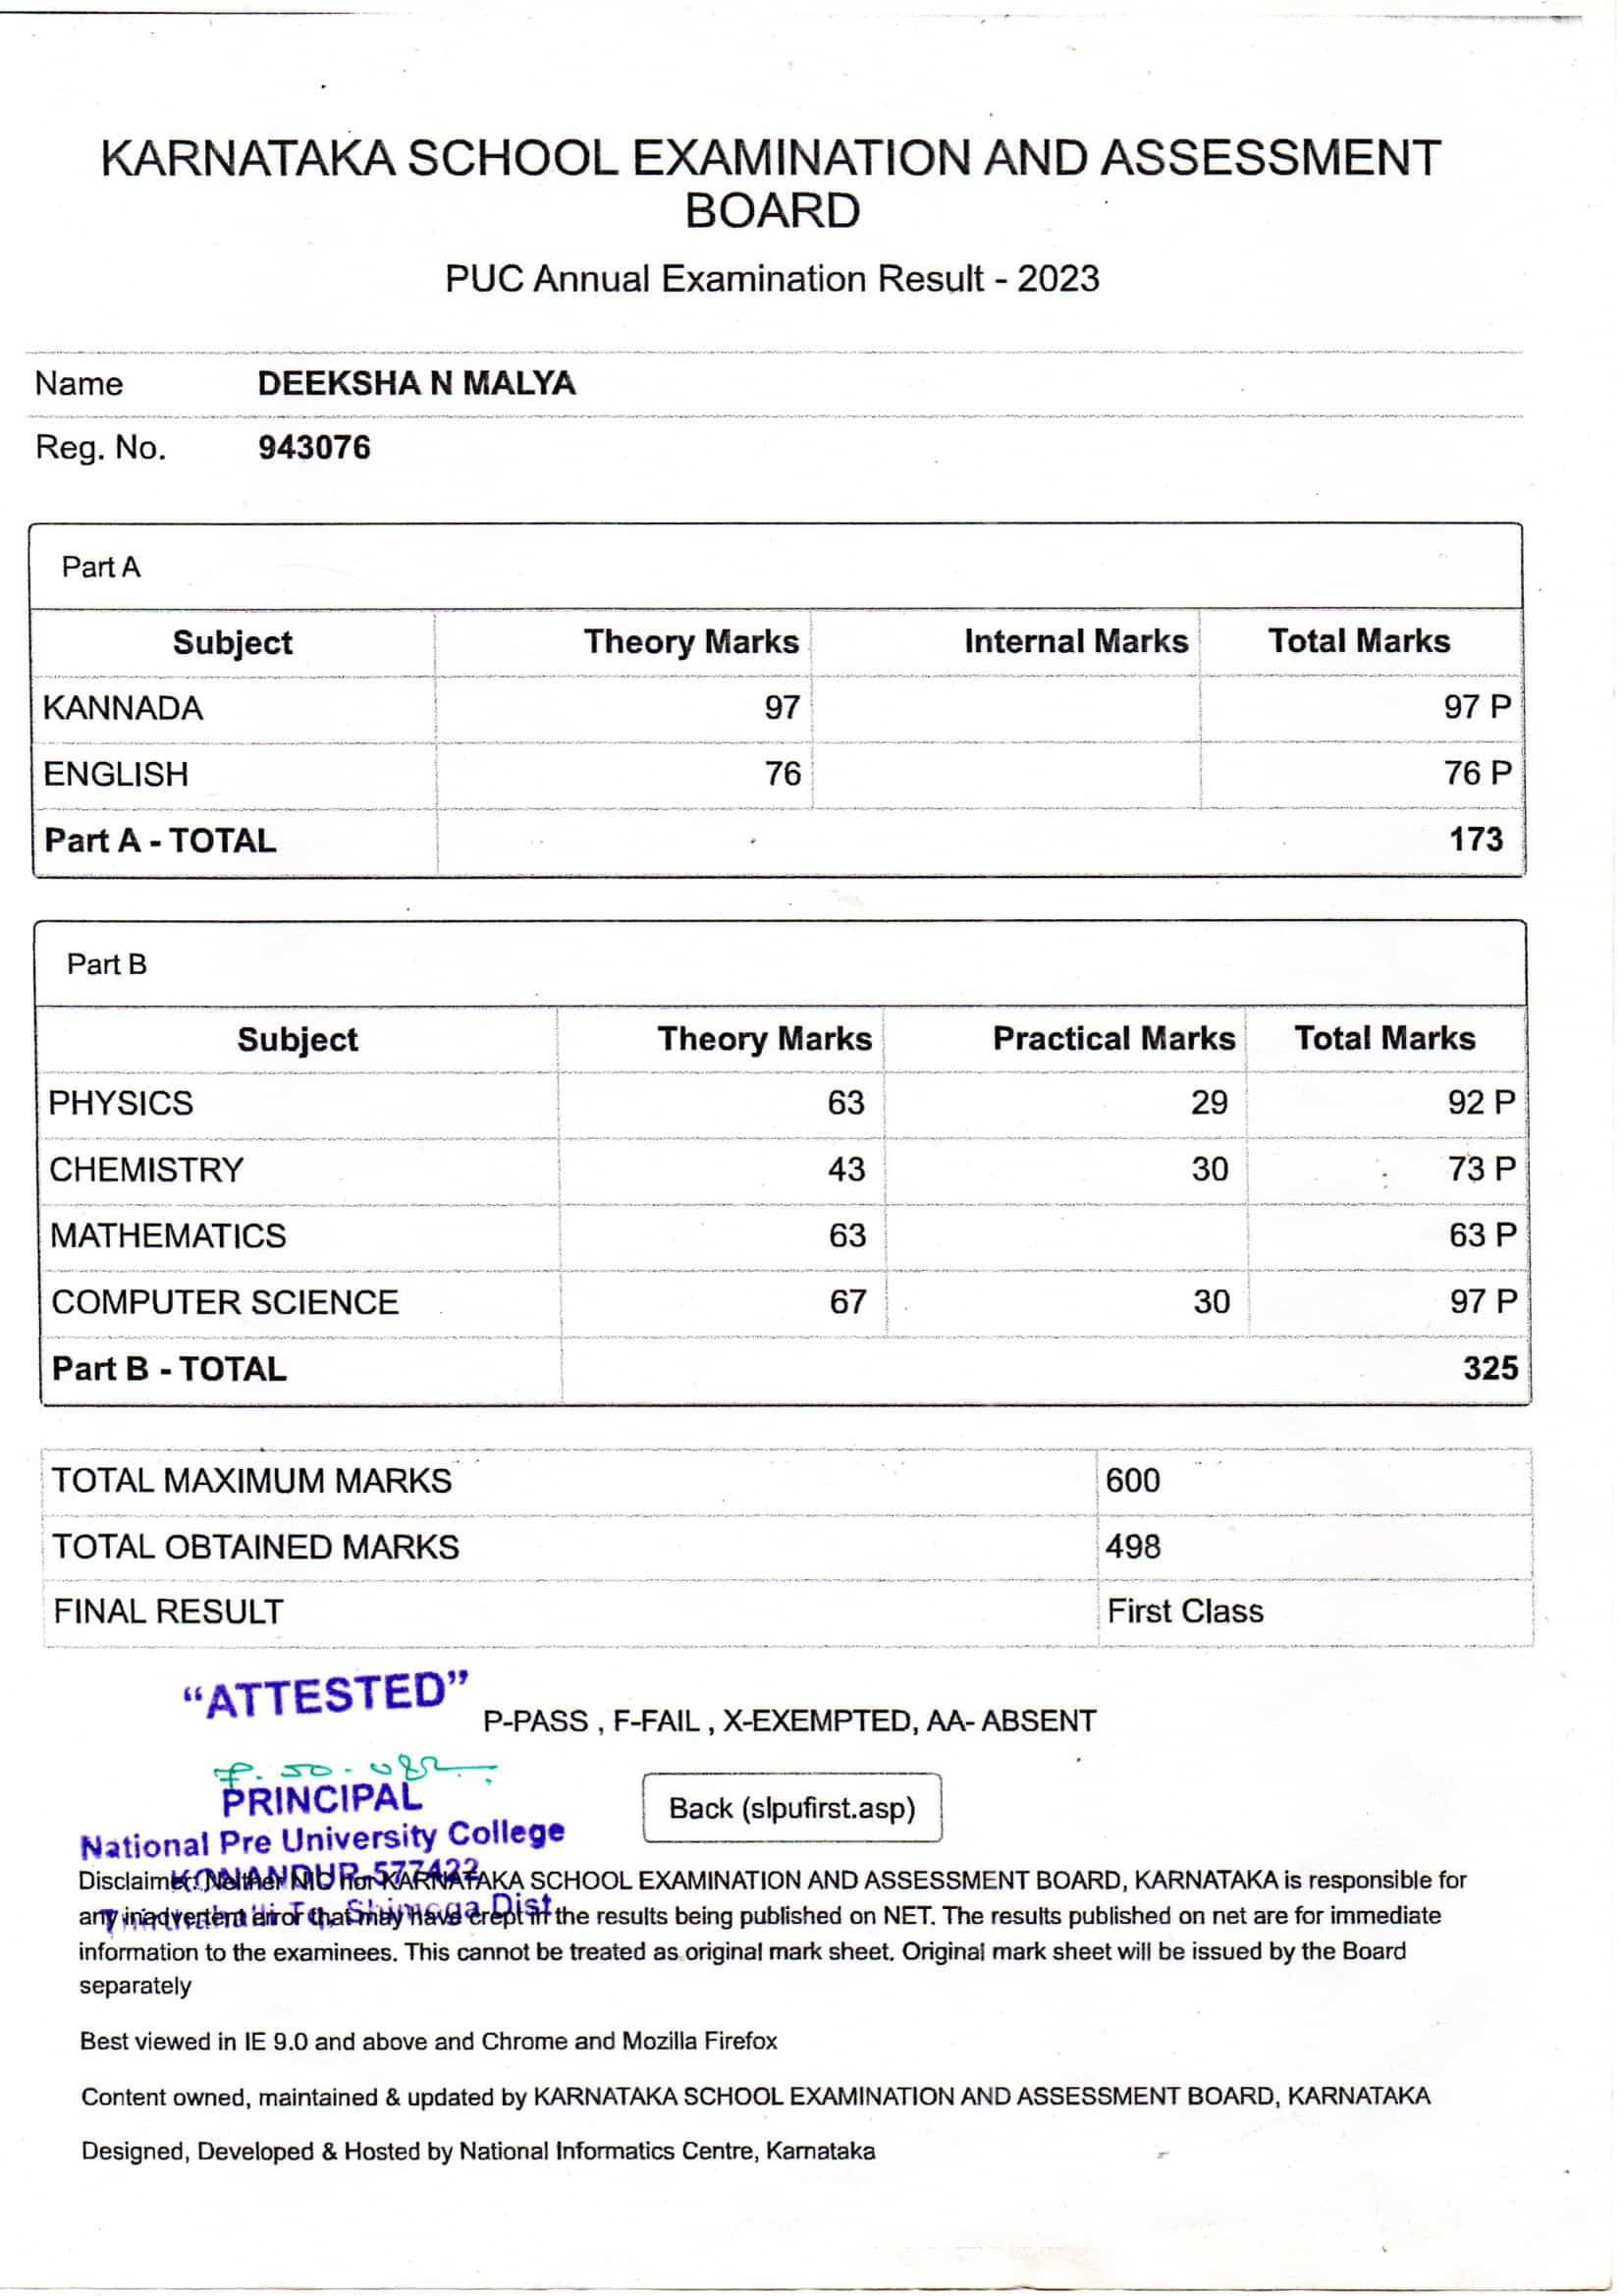 KARNATAKA SCHOOL EXAMINATION AND ASSESSMENT
BOARD
PUC Annual Examination Result - 2023
Name DEEKSHA N MALYA
Reg. No. 943076
Part A
Subject Theory Marks Internal Marks Total Marks
KANNADA 97 97 P
ENGLISH 76 76 P
Part A - TOTAL 173
Part B
Subject Theory Marks Practical Marks Total Marks
PHYSICS 63 29 92 P
CHEMISTRY 43 30 73 P
MATHEMATICS 63 63 P
COMPUTER SCIENCE 67 30 97 P
Part B - TOTAL 325
TOTAL MAXIMUM MARKS 600
TOTAL OBTAINED MARKS 498
FINAL RESULT First Class
"ATTESTED"
P-PASS , F-FAIL , X-EXEMPTED, AA- ABSENT
PRINCIPAL
Back (slpufirst.asp)
National Pre University College
KONANDUR-577422
Disclaimer: Neither NIC nor KARNATAKA SCHOOL EXAMINATION AND ASSESSMENT BOARD, KARNATAKA is responsible for
Shimoga Dist
any inadvertent error that may have crept in the results being published on NET. The results published on net are for immediate
information to the examinees. This cannot be treated as original mark sheet. Original mark sheet will be issued by the Board
separately
Best viewed in IE 9.0 and above and Chrome and Mozilla Firefox
Content owned, maintained & updated by KARNATAKA SCHOOL EXAMINATION AND ASSESSMENT BOARD, KARNATAKA
Designed, Developed & Hosted by National Informatics Centre, Karnataka